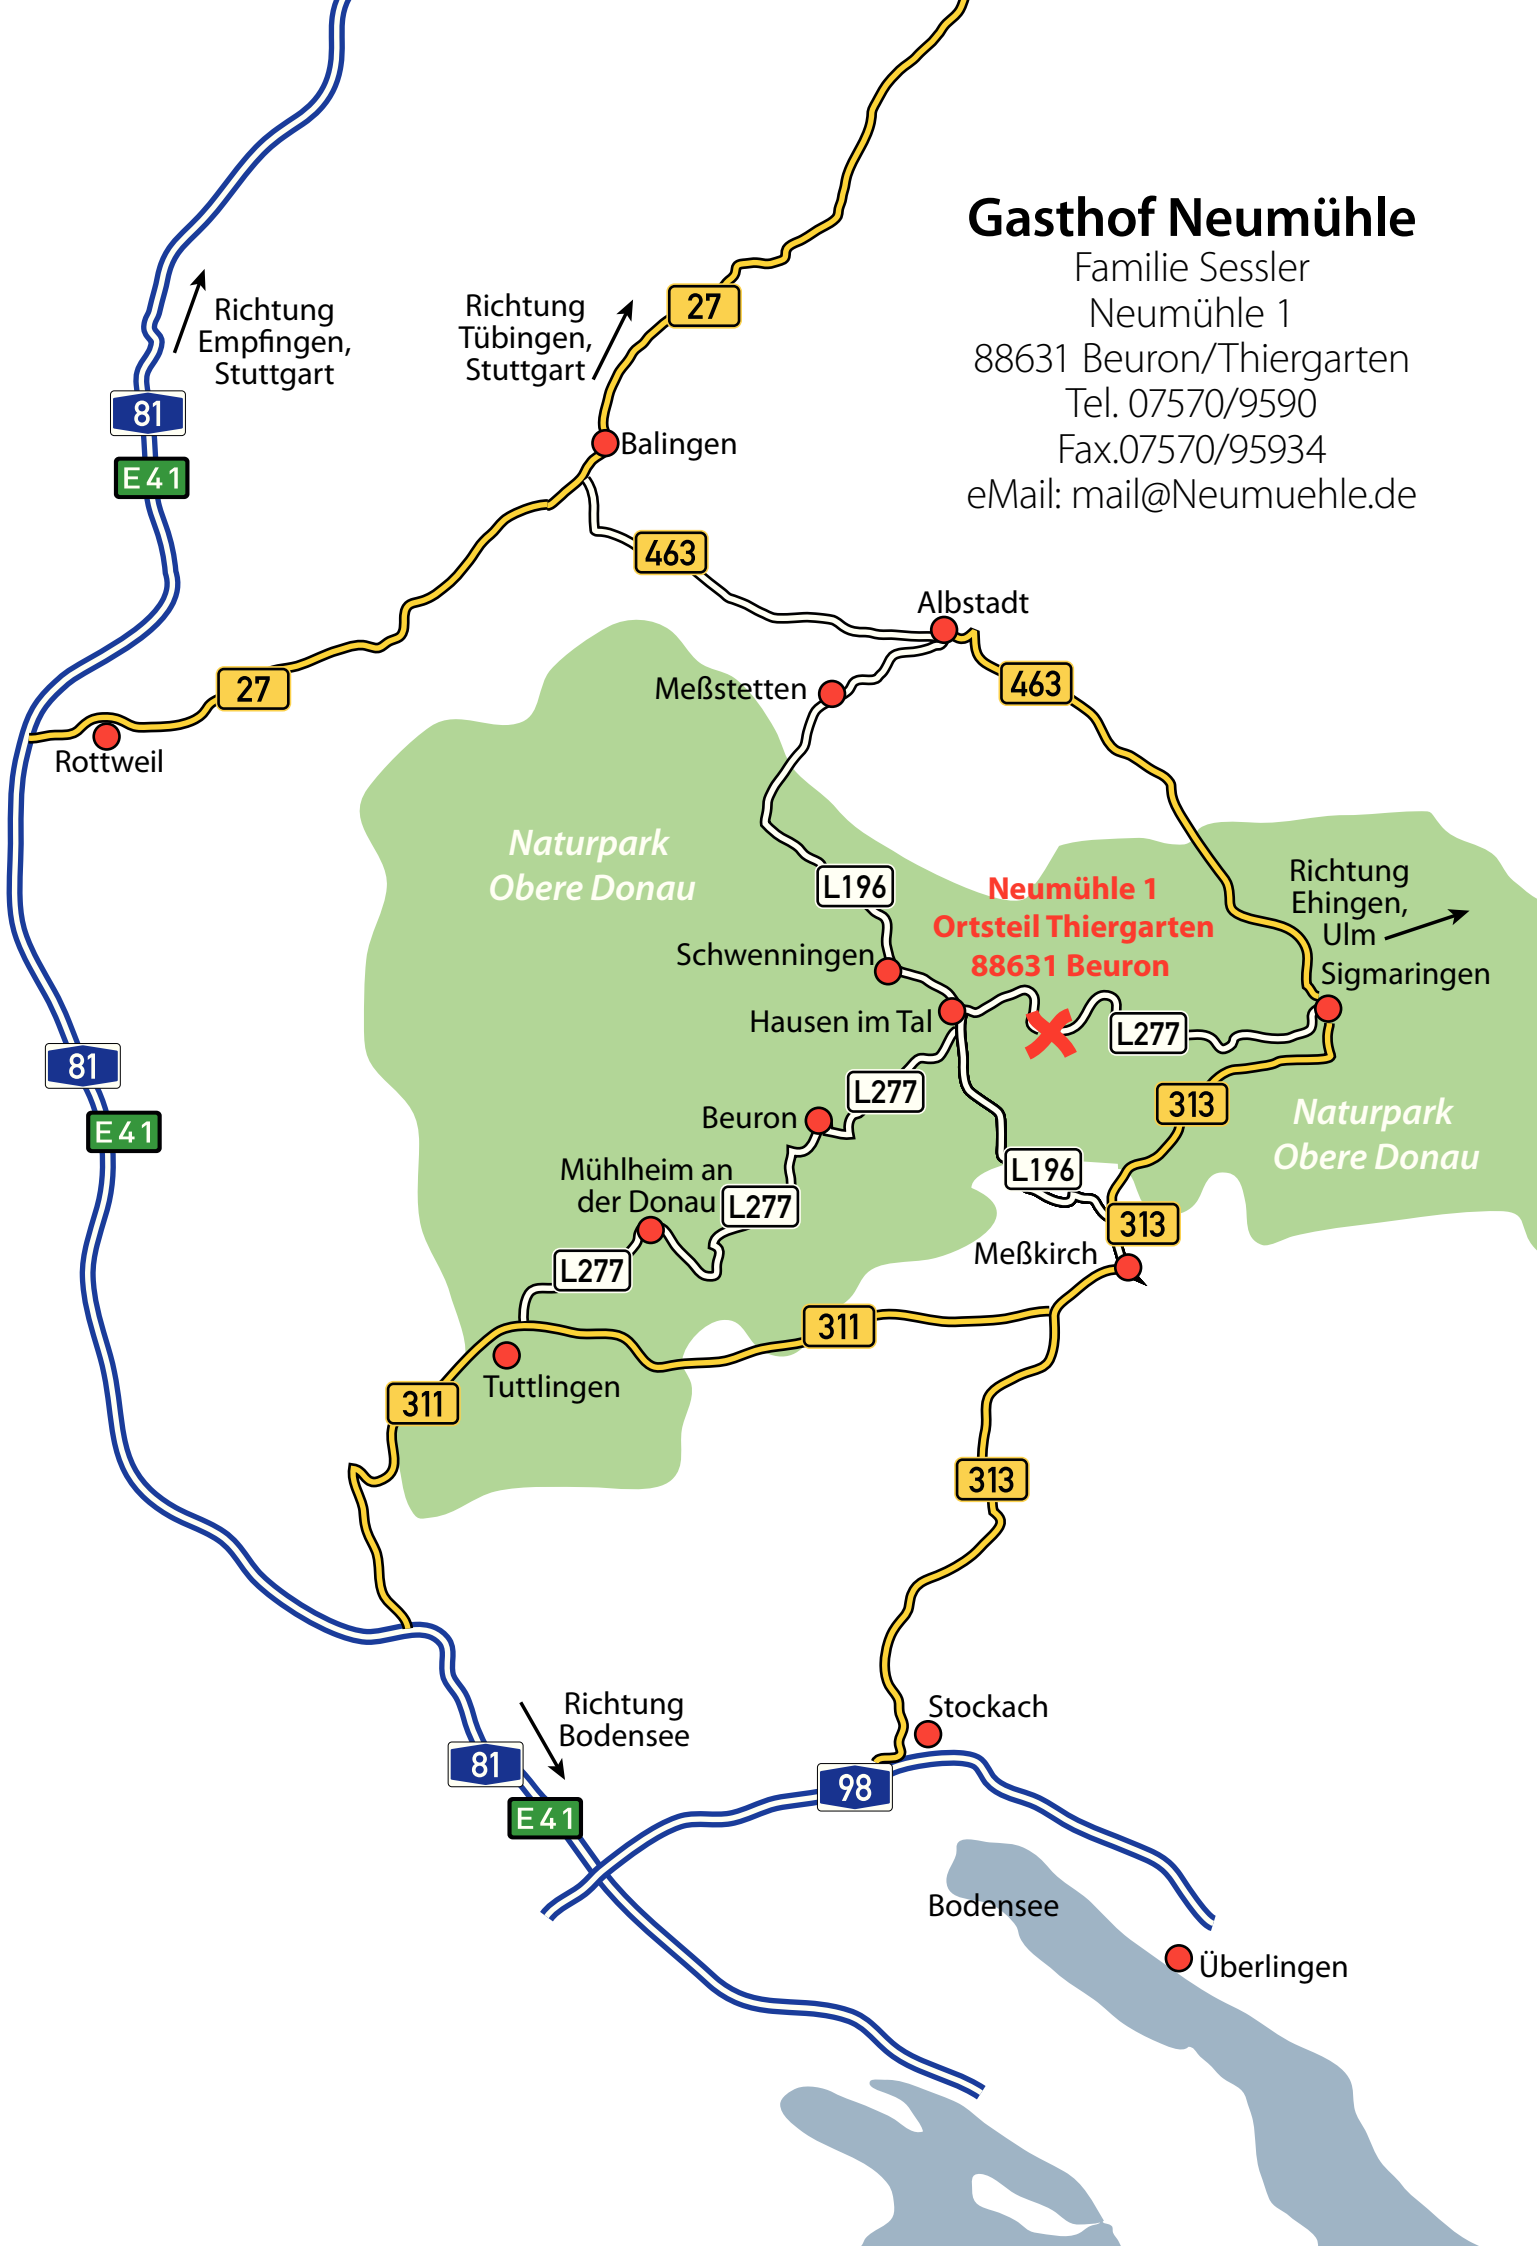 Gasthof Neumühle
Familie Sessler
Neumühle 1
88631 Beuron/Thiergarten
Tel. 07570/9590
Fax.07570/95934
eMail: mail@Neumuehle.de
Richtung
Empfingen,
Stuttgart
Richtung
Tübingen,
Stuttgart
27
81
E41
Balingen
463
Albstadt
27
Meßstetten
463
Rottweil
Naturpark
Obere Donau
L196
Neumühle 1
Ortsteil Thiergarten
88631 Beuron
Richtung
Ehingen,
Ulm
Schwenningen
Sigmaringen
Hausen im Tal
L277
81
E41
L277
Beuron
313
Naturpark
Obere Donau
Mühlheim an
der Donau
L277
L196
313
Meßkirch
L277
311
Tuttlingen
311
313
Richtung
Bodensee
Stockach
81
98
E41
Bodensee
Überlingen